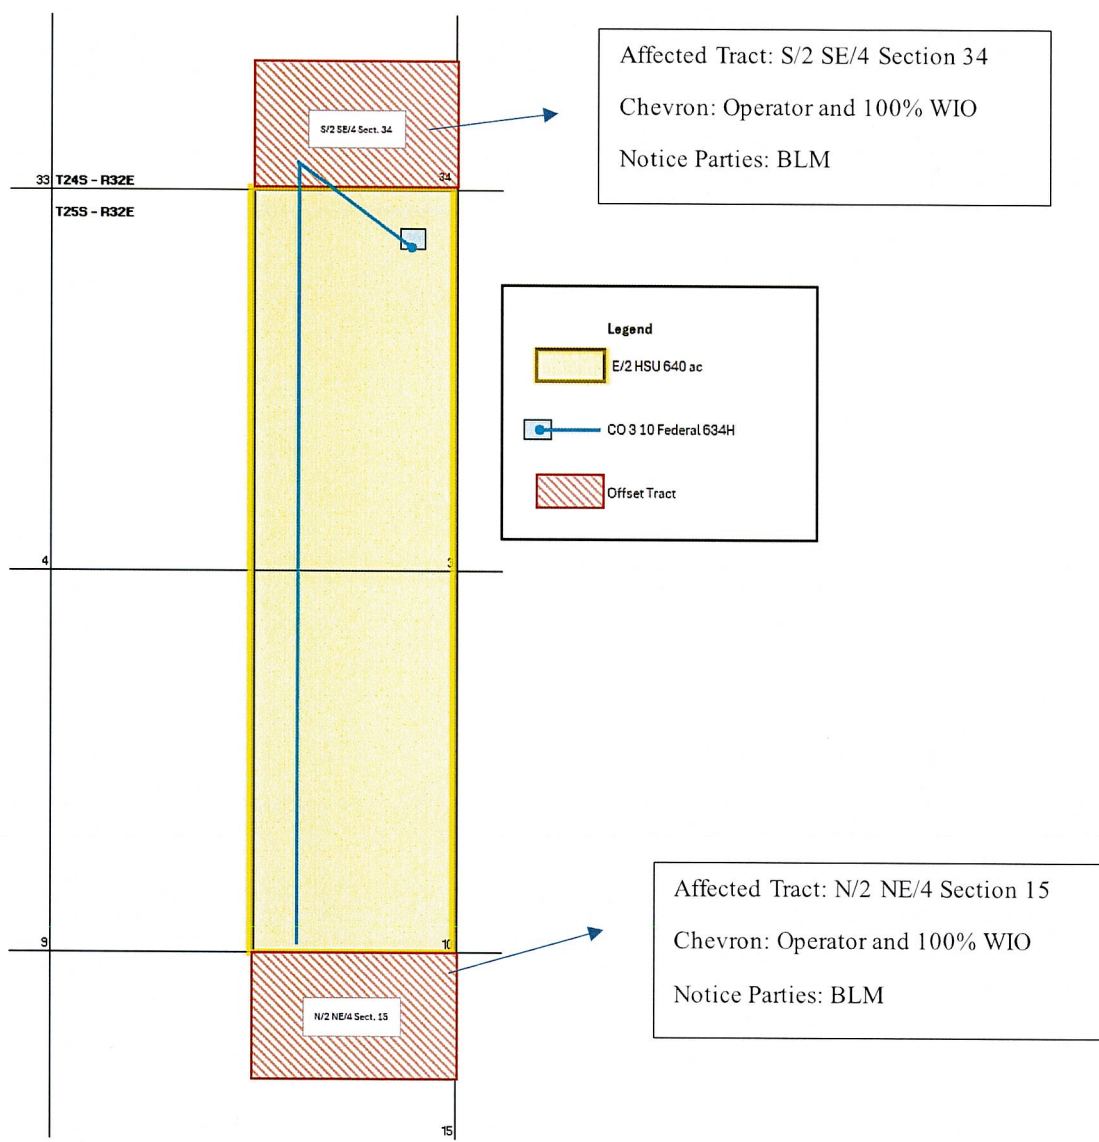 Affected Tract: S/2 SE/4 Section 34
Chevron: Operator and 100% WIO
Notice Parties: BLM
S/2 SE/4 Sect. 34
33
T24S - R32E
34
T25S - R32E
Legend
E/2 HSU 640 ac
CO 3 10 Federal 634H
Offset Tract
4
3
Affected Tract: N/2 NE/4 Section 15
Chevron: Operator and 100% WIO
Notice Parties: BLM
9
10
N/2 NE/4 Sect. 15
15